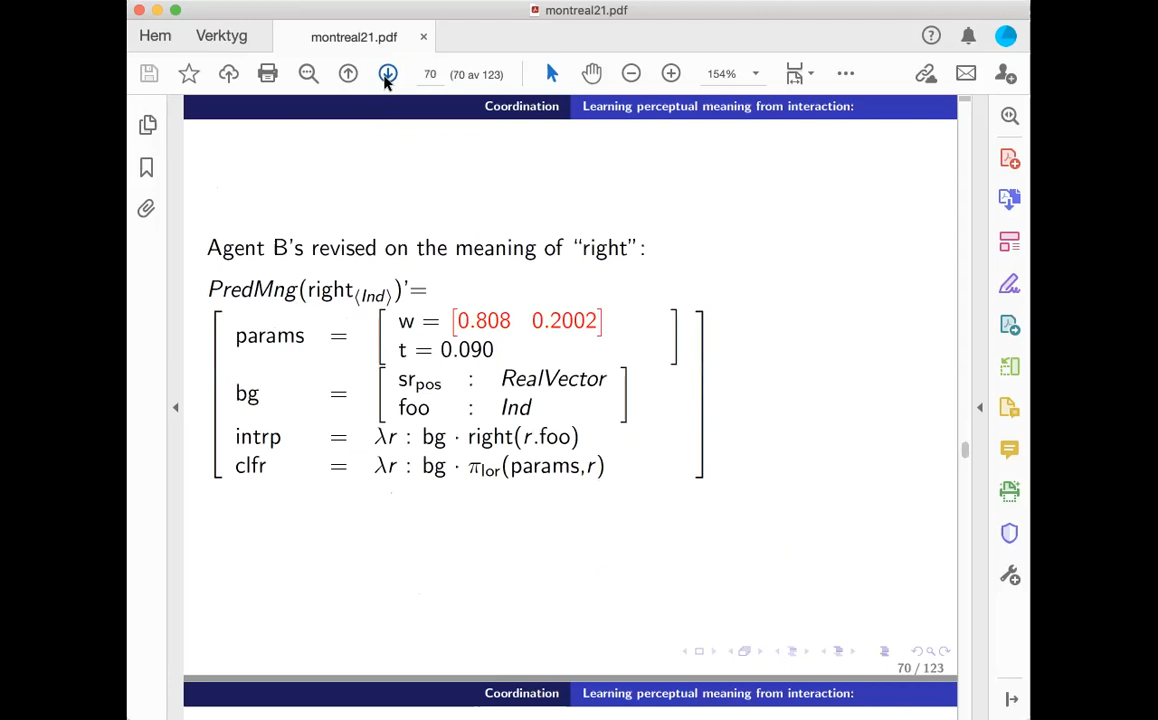 montreal21.pdf
Hem Verktyg montreal21.pdf ×
70 (70 av 123) 154%
Coordination Learning perceptual meaning from interaction:
Agent B's revised on the meaning of “right”:
PredMng(right⟨Ind⟩)'=
params = w = [0.808 0.2002]
t = 0.090
bg = sr_pos : RealVector
foo : Ind
intrp = λr : bg · right(r.foo)
clfr = λr : bg · π_lor(params,r)
70 / 123
Coordination Learning perceptual meaning from interaction: